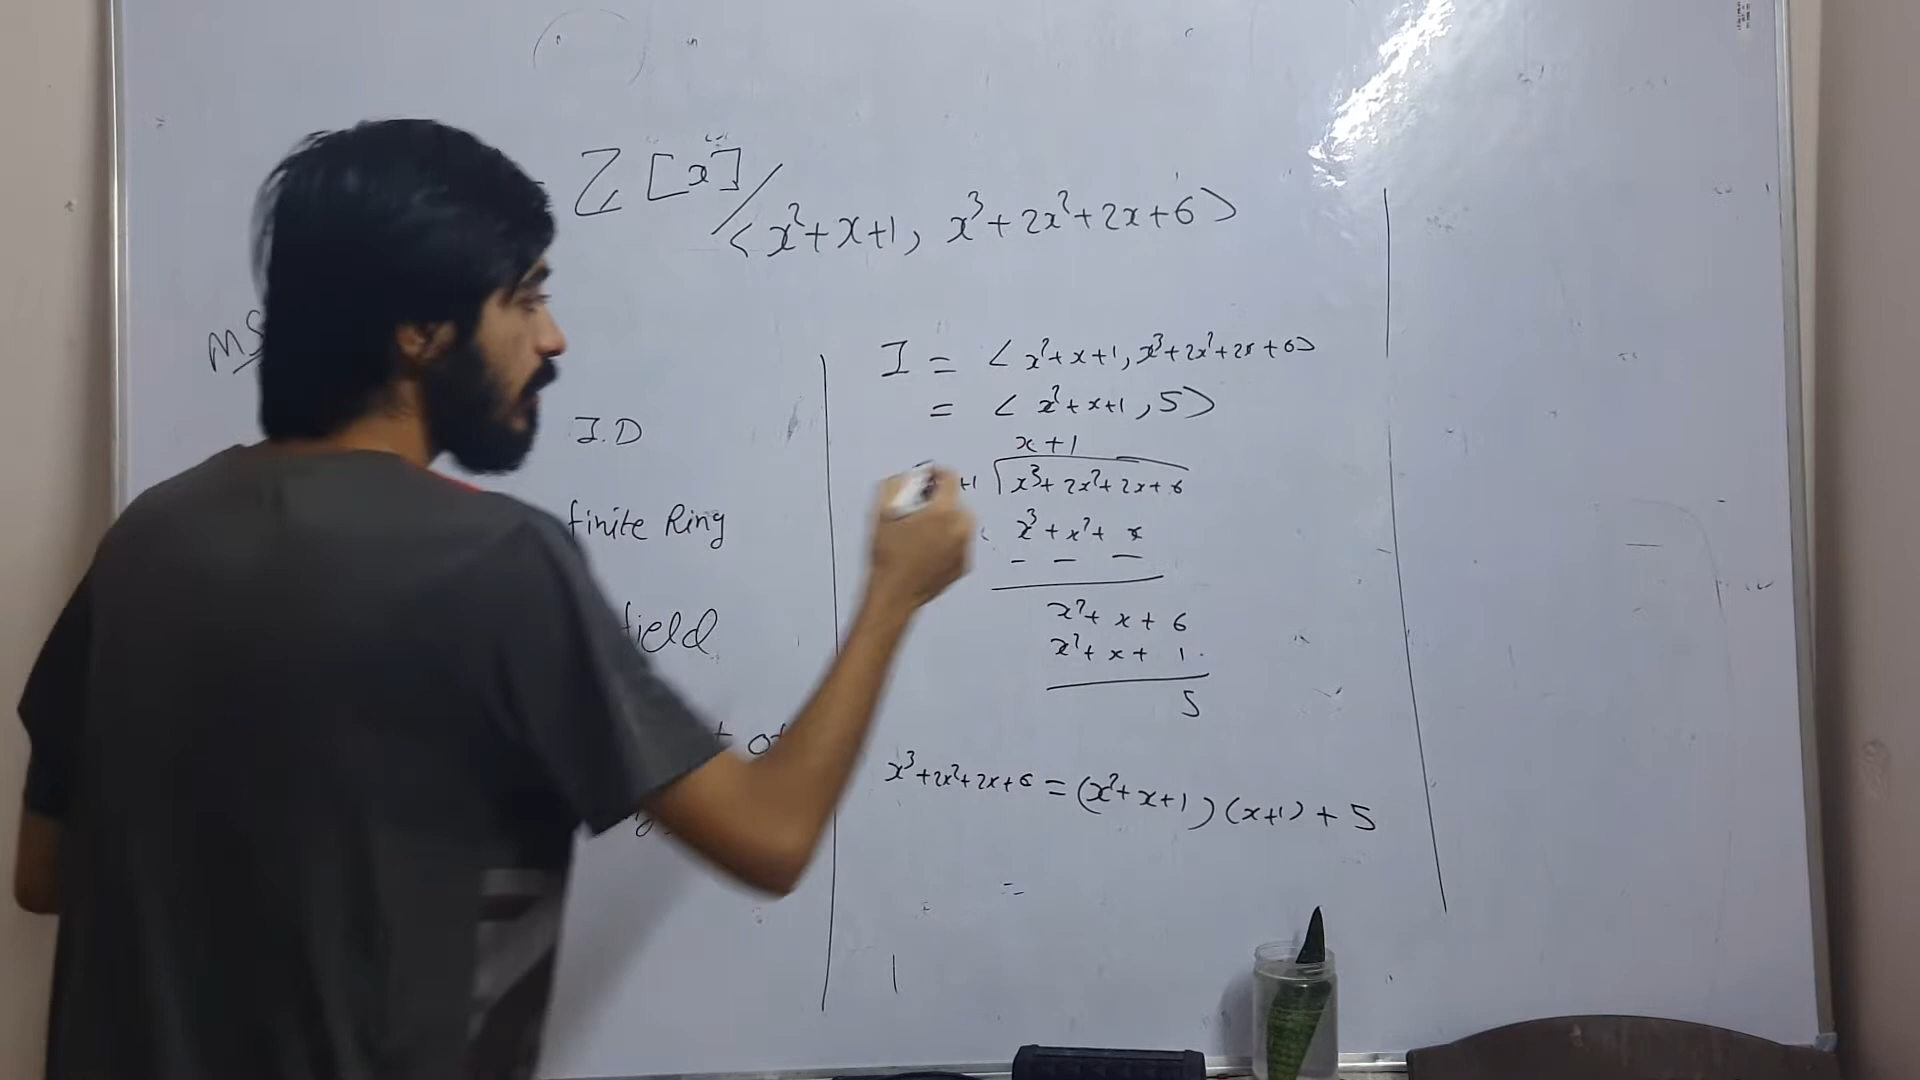 Z[x]/
<x²+x+1, x³+2x²+2x+6>
MS
I.D
finite Ring
field
I = <x²+x+1, x³+2x²+2x+6>
= <x²+x+1, 5>
x+1
+1 x³+2x²+2x+6
x³+x²+x
- - -
x²+x+6
x²+x+1
5
x³+2x²+2x+6 = (x²+x+1)(x+1)+5
=